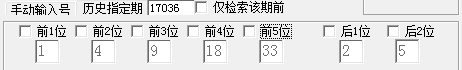 手动输入号 历史指定期 17036 仅检索该期前
前1位 前2位 前3位 前4位 前5位 后1位 后2位
1 4 9 18 33 2 5